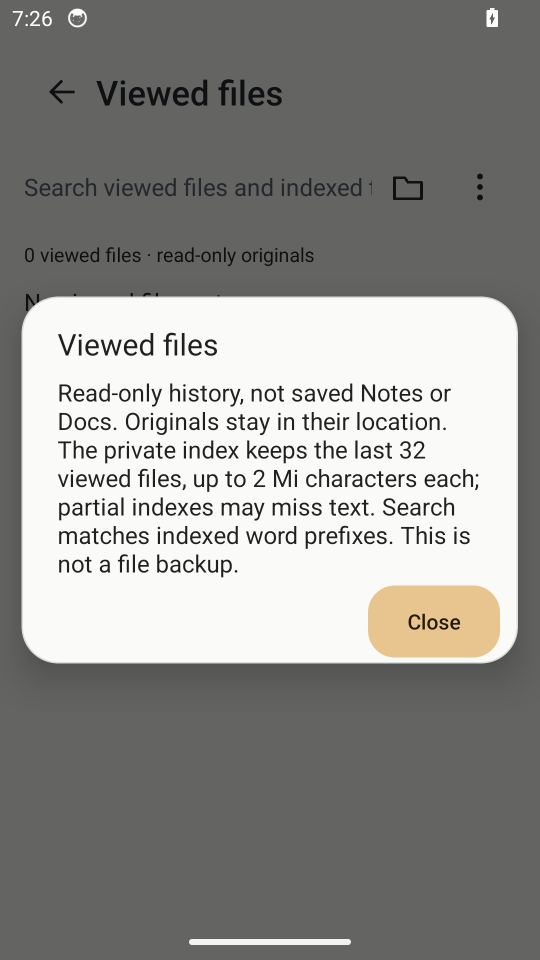 7:26
Viewed files
Search viewed files and indexed
0 viewed files · read-only originals
Viewed files
Read-only history, not saved Notes or
Docs. Originals stay in their location.
The private index keeps the last 32
viewed files, up to 2 Mi characters each;
partial indexes may miss text. Search
matches indexed word prefixes. This is
not a file backup.
Close